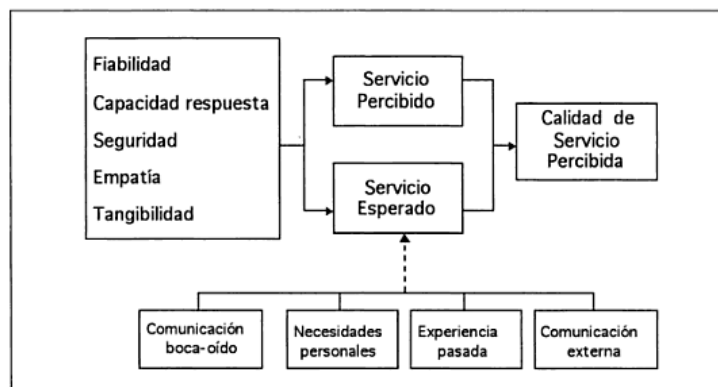 Fiabilidad
Capacidad respuesta
Seguridad
Empatía
Tangibilidad
Servicio
Percibido
Servicio
Esperado
Calidad de
Servicio
Percibida
Comunicación
boca-oído
Necesidades
personales
Experiencia
pasada
Comunicación
externa